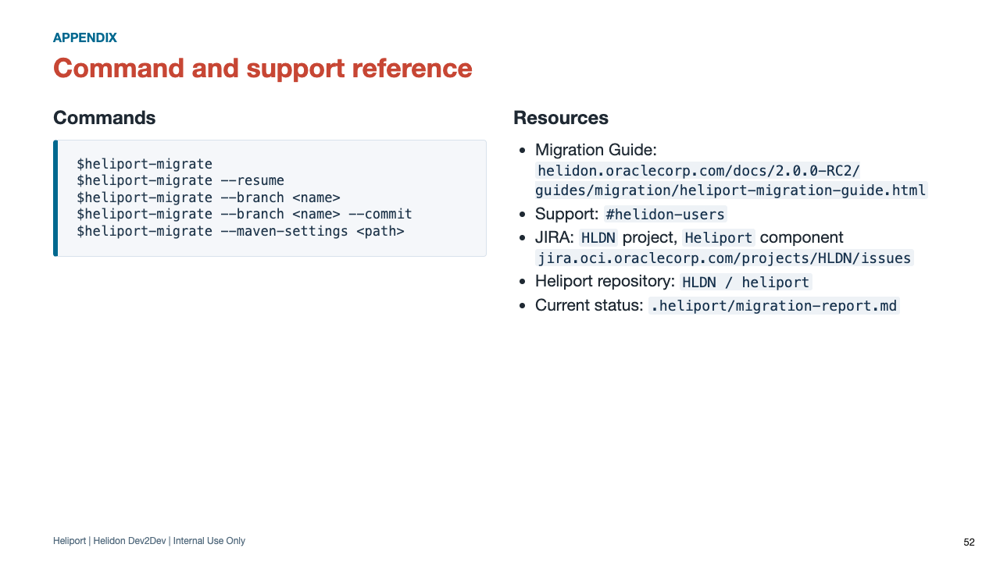 APPENDIX
Command and support reference
Commands
$heliport-migrate
$heliport-migrate --resume
$heliport-migrate --branch <name>
$heliport-migrate --branch <name> --commit
$heliport-migrate --maven-settings <path>
Resources
• Migration Guide:
helidon.oraclecorp.com/docs/2.0.0-RC2/
guides/migration/heliport-migration-guide.html
• Support: #helidon-users
• JIRA: HLDN project, Heliport component
jira.oci.oraclecorp.com/projects/HLDN/issues
• Heliport repository: HLDN / heliport
• Current status: .heliport/migration-report.md
Heliport | Helidon Dev2Dev | Internal Use Only
52